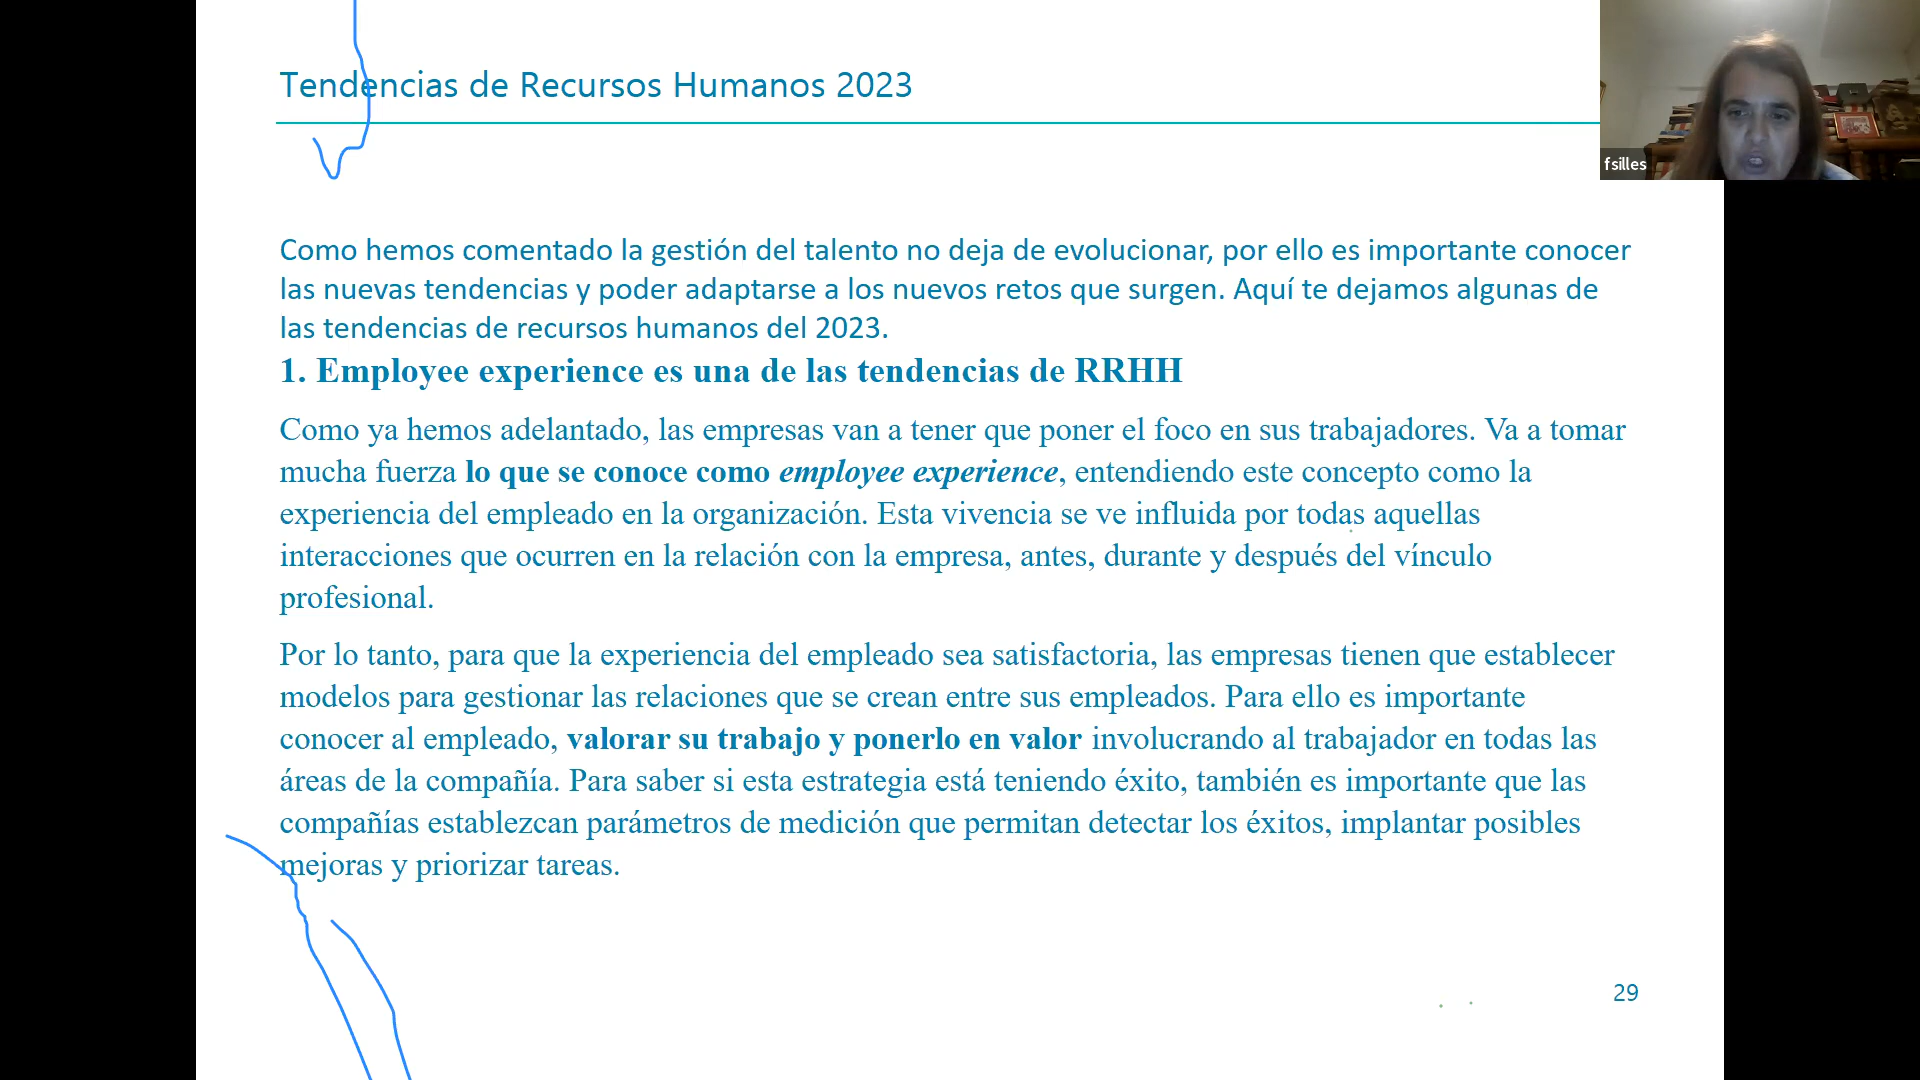 Tendencias de Recursos Humanos 2023
fsilles
Como hemos comentado la gestión del talento no deja de evolucionar, por ello es importante conocer
las nuevas tendencias y poder adaptarse a los nuevos retos que surgen. Aquí te dejamos algunas de
las tendencias de recursos humanos del 2023.
1. Employee experience es una de las tendencias de RRHH
Como ya hemos adelantado, las empresas van a tener que poner el foco en sus trabajadores. Va a tomar
mucha fuerza lo que se conoce como employee experience, entendiendo este concepto como la
experiencia del empleado en la organización. Esta vivencia se ve influida por todas aquellas
interacciones que ocurren en la relación con la empresa, antes, durante y después del vínculo
profesional.
Por lo tanto, para que la experiencia del empleado sea satisfactoria, las empresas tienen que establecer
modelos para gestionar las relaciones que se crean entre sus empleados. Para ello es importante
conocer al empleado, valorar su trabajo y ponerlo en valor involucrando al trabajador en todas las
áreas de la compañía. Para saber si esta estrategia está teniendo éxito, también es importante que las
compañías establezcan parámetros de medición que permitan detectar los éxitos, implantar posibles
mejoras y priorizar tareas.
29